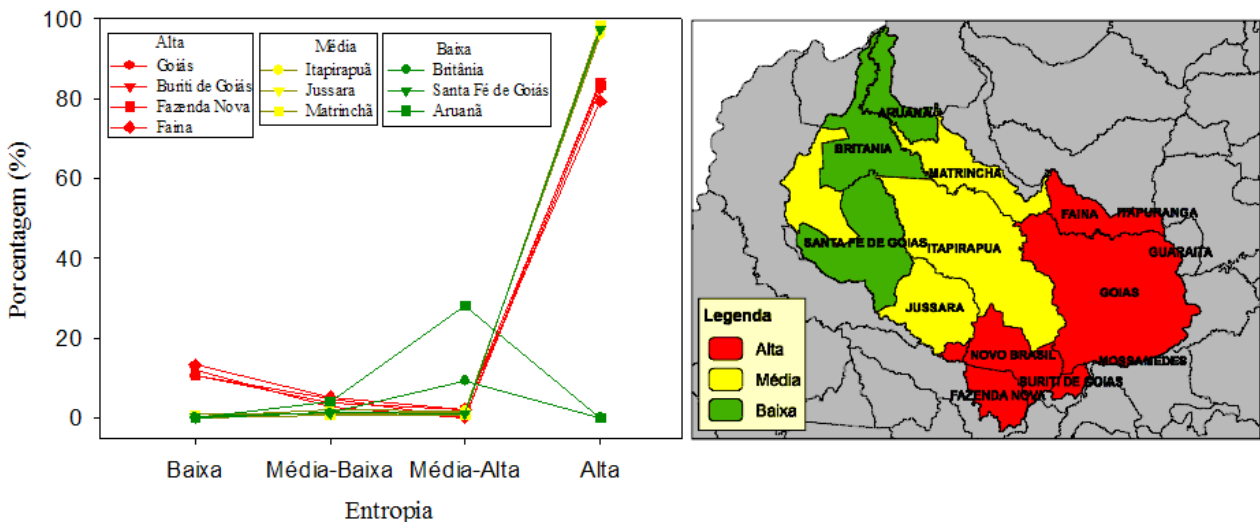 100
80
60
40
20
0
Porcentagem (%)
Alta
Goiás
Buriti de Goiás
Fazenda Nova
Faina
Média
Itapirapuã
Jussara
Matrinchã
Baixa
Britânia
Santa Fé de Goiás
Aruanã
Baixa
Média-Baixa
Média-Alta
Alta
Entropia
ARUANA
BRITANIA
MATRINCHA
FAINA
ITAPURANGA
SANTA FE DE GOIAS
ITAPIRAPUA
GUARAITA
GOIAS
JUSSARA
NOVO BRASIL
MOSSAMEDES
BURITI DE GOIAS
FAZENDA NOVA
Legenda
Alta
Média
Baixa